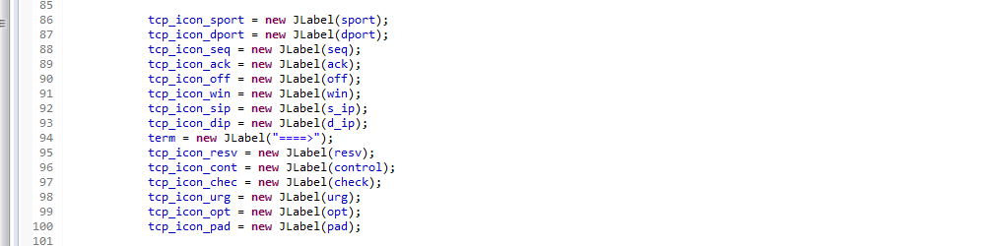 85
86 tcp_icon_sport = new JLabel(sport);
87 tcp_icon_dport = new JLabel(dport);
88 tcp_icon_seq = new JLabel(seq);
89 tcp_icon_ack = new JLabel(ack);
90 tcp_icon_off = new JLabel(off);
91 tcp_icon_win = new JLabel(win);
92 tcp_icon_sip = new JLabel(s_ip);
93 tcp_icon_dip = new JLabel(d_ip);
94 term = new JLabel("====>");
95 tcp_icon_resv = new JLabel(resv);
96 tcp_icon_cont = new JLabel(control);
97 tcp_icon_chec = new JLabel(check);
98 tcp_icon_urg = new JLabel(urg);
99 tcp_icon_opt = new JLabel(opt);
100 tcp_icon_pad = new JLabel(pad);
101